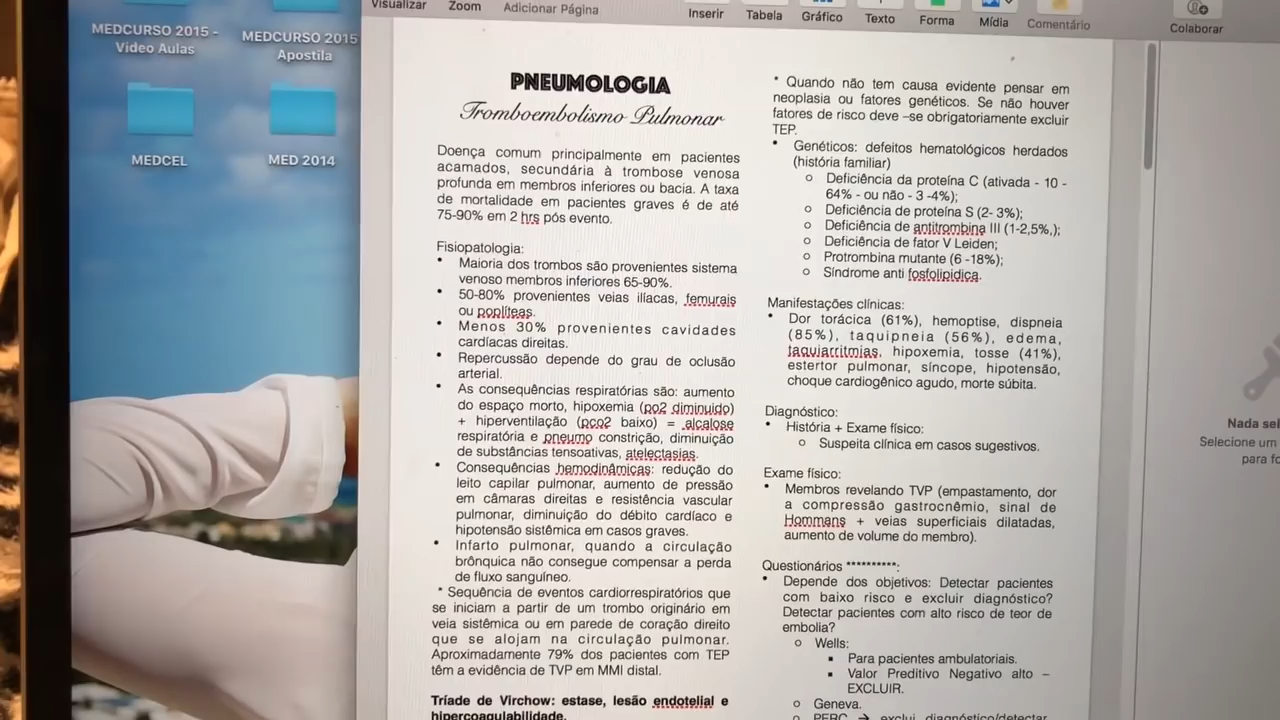 Visualizar
Zoom
Adicionar Página
Inserir
Tabela
Gráfico
Texto
Forma
Mídia
Comentário
Colaborar
MEDCURSO 2015 -
Video Aulas
MEDCURSO 2015
Apostila
MEDCEL
MED 2014
PNEUMOLOGIA
Tromboembolismo Pulmonar
Doença comum principalmente em pacientes
acamados, secundária à trombose venosa
profunda em membros inferiores ou bacia. A taxa
de mortalidade em pacientes graves é de até
75-90% em 2 hrs pós evento.
Fisiopatologia:
• Maioria dos trombos são provenientes sistema
venoso membros inferiores 65-90%.
• 50-80% provenientes veias ilíacas, femurais
ou poplíteas.
• Menos 30% provenientes cavidades
cardíacas direitas.
• Repercussão depende do grau de oclusão
arterial.
• As consequências respiratórias são: aumento
do espaço morto, hipoxemia (po2 diminuido)
+ hiperventilação (pco2 baixo) = alcalose
respiratória e pneumo constrição, diminuição
de substâncias tensoativas, atelectasias.
• Consequências hemodinâmicas: redução do
leito capilar pulmonar, aumento de pressão
em câmaras direitas e resistência vascular
pulmonar, diminuição do débito cardíaco e
hipotensão sistêmica em casos graves.
• Infarto pulmonar, quando a circulação
brônquica não consegue compensar a perda
de fluxo sanguíneo.
* Sequência de eventos cardiorrespiratórios que
se iniciam a partir de um trombo originário em
veia sistêmica ou em parede de coração direito
que se alojam na circulação pulmonar.
Aproximadamente 79% dos pacientes com TEP
têm a evidência de TVP em MMI distal.
Tríade de Virchow: estase, lesão endotelial e
hipercoagulabilidade.
* Quando não tem causa evidente pensar em
neoplasia ou fatores genéticos. Se não houver
fatores de risco deve –se obrigatoriamente excluir
TEP.
• Genéticos: defeitos hematológicos herdados
(história familiar)
o Deficiência da proteína C (ativada - 10 -
64% - ou não - 3 -4%);
o Deficiência de proteína S (2- 3%);
o Deficiência de antitrombina III (1-2,5%,);
o Deficiência de fator V Leiden;
o Protrombina mutante (6 -18%);
o Síndrome anti fosfolipidica.
Manifestações clínicas:
• Dor torácica (61%), hemoptise, dispneia
(85%), taquipneia (56%), edema,
taquiarritmias, hipoxemia, tosse (41%),
estertor pulmonar, síncope, hipotensão,
choque cardiogênico agudo, morte súbita.
Diagnóstico:
• História + Exame físico:
o Suspeita clínica em casos sugestivos.
Exame físico:
• Membros revelando TVP (empastamento, dor
a compressão gastrocnêmio, sinal de
Hommans + veias superficiais dilatadas,
aumento de volume do membro).
Questionários **********:
• Depende dos objetivos: Detectar pacientes
com baixo risco e excluir diagnóstico?
Detectar pacientes com alto risco de teor de
embolia?
o Wells:
▪ Para pacientes ambulatoriais.
▪ Valor Preditivo Negativo alto –
EXCLUIR.
o Geneva.
o PERC → exclui diagnóstico/detectar
Nada sel
Selecione um
para fo